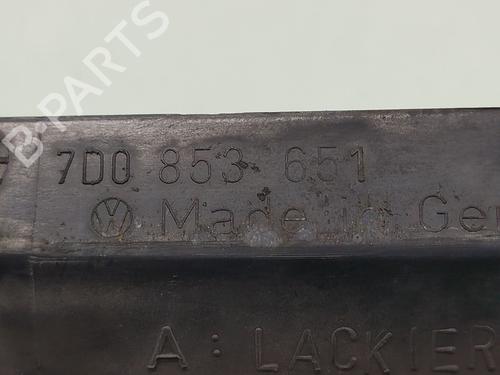 7D0 853 651
Made in Ger
A: LACKIER
B-PARTS